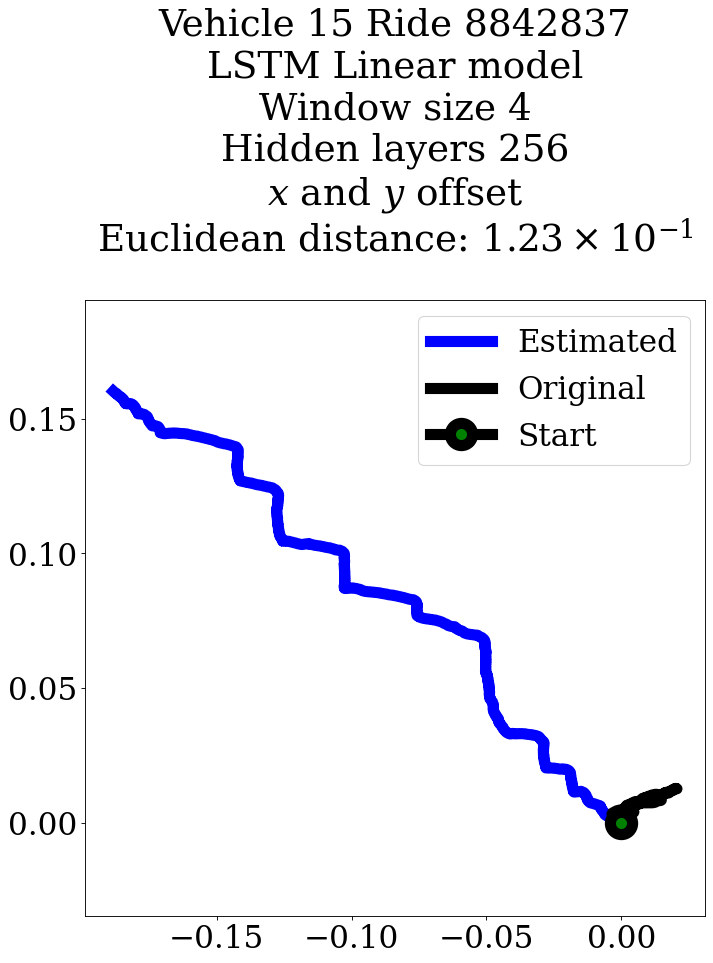 Vehicle 15 Ride 8842837
LSTM Linear model
Window size 4
Hidden layers 256
x and y offset
Euclidean distance: 1.23 × 10⁻¹
Estimated
Original
Start
0.15
0.10
0.05
0.00
−0.15 −0.10 −0.05 0.00